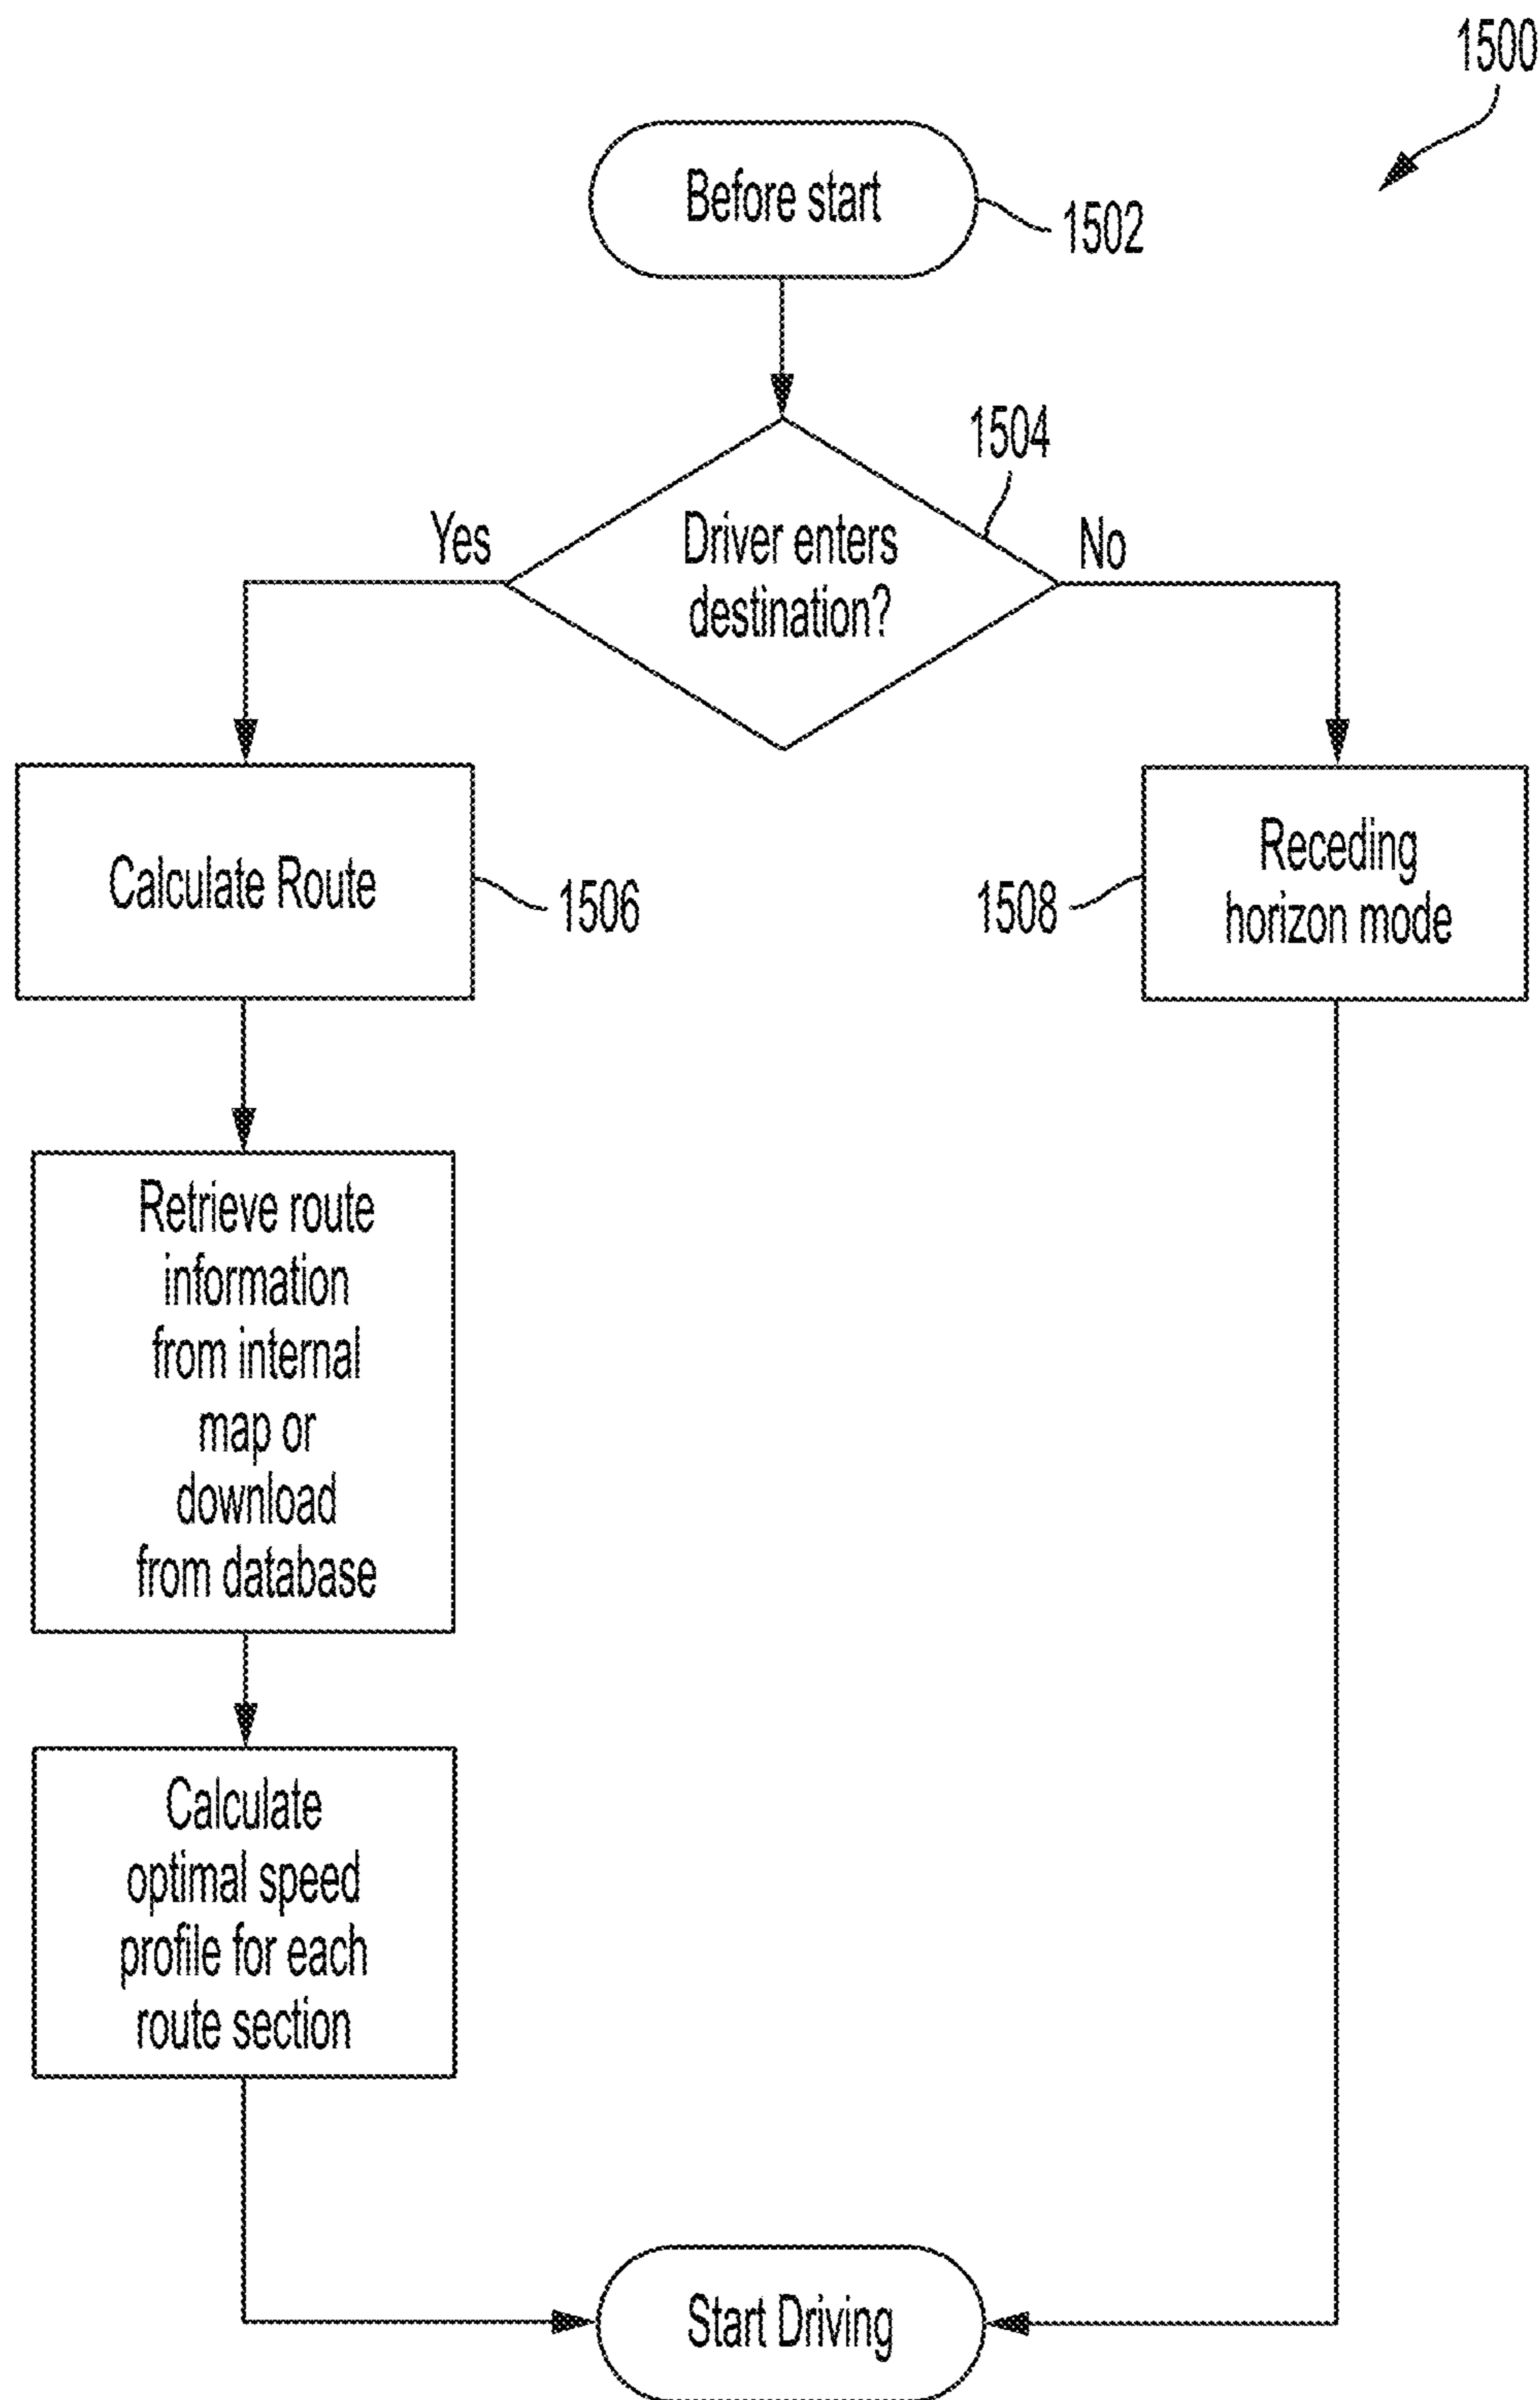 1500
Before start
1502
1504
Yes
Driver enters
destination?
No
Calculate Route
1506
1508
Receding
horizon mode
Retrieve route
information
from internal
map or
download
from database
Calculate
optimal speed
profile for each
route section
Start Driving